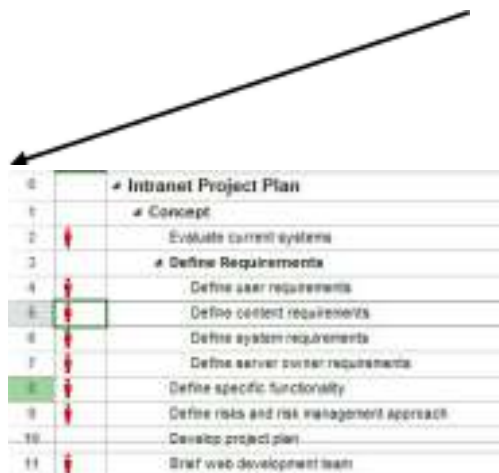 0 Intranet Project Plan
1 Concept
2 Evaluate current systems
3 Define Requirements
4 Define user requirements
5 Define content requirements
6 Define system requirements
7 Define server owner requirements
8 Define specific functionality
9 Define risks and risk management approach
10 Develop project plan
11 Brief web development team